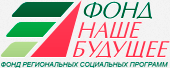 ФОНД
НАШЕ
БУДУЩЕЕ
ФОНД РЕГИОНАЛЬНЫХ СОЦИАЛЬНЫХ ПРОГРАММ